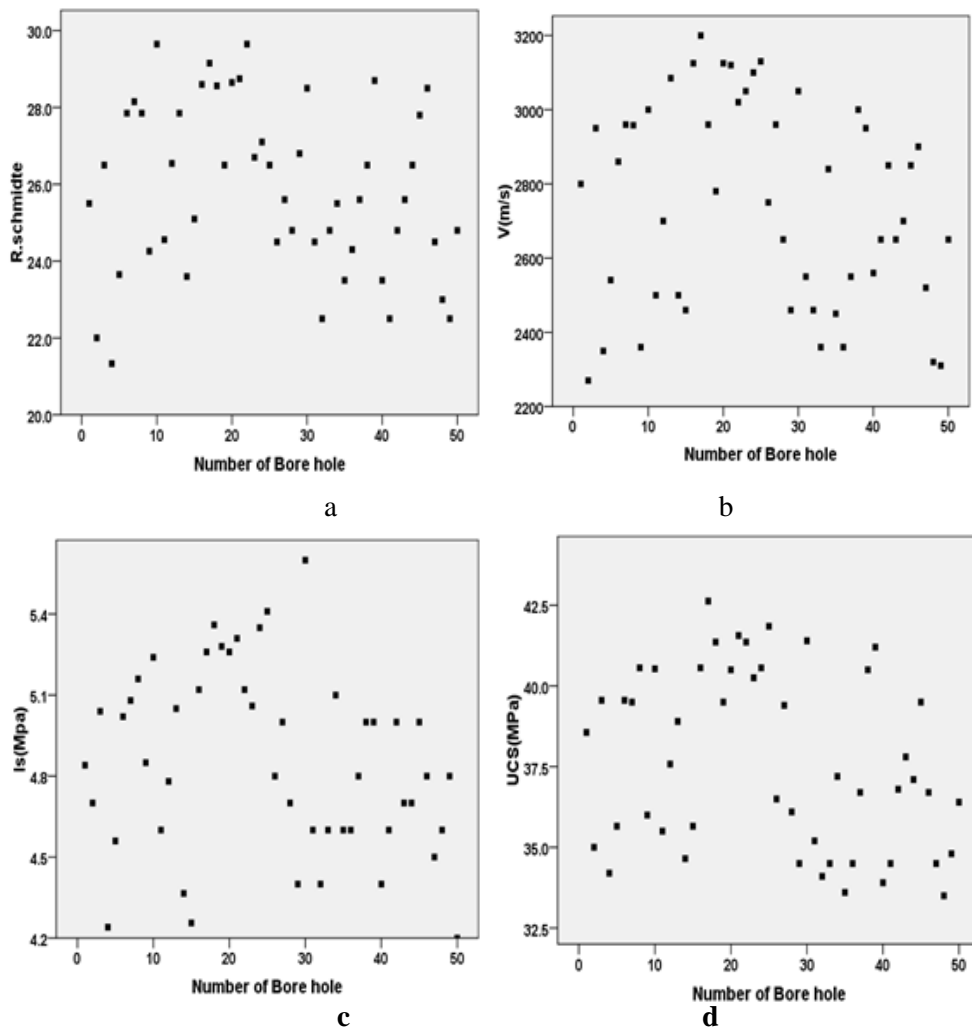 30.0
28.0
26.0
24.0
22.0
20.0
R.schmidte
0 10 20 30 40 50
Number of Bore hole
a
3200
3000
2800
2600
2400
2200
V(m/s)
0 10 20 30 40 50
Number of Bore hole
b
5.4
5.1
4.8
4.5
4.2
Is(Mpa)
0 10 20 30 40 50
Number of Bore hole
c
42.5
40.0
37.5
35.0
32.5
UCS(MPa)
0 10 20 30 40 50
Number of Bore hole
d